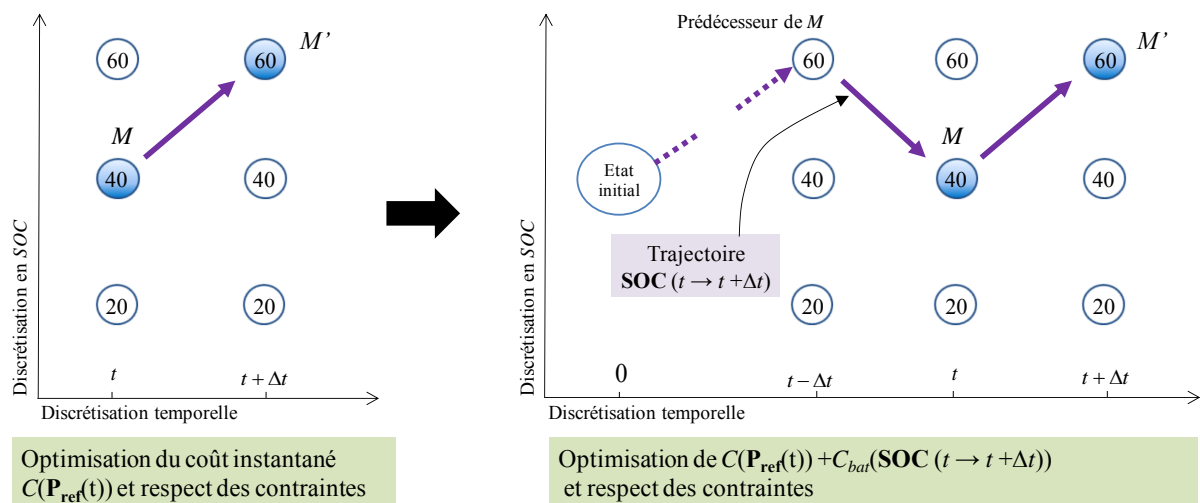 60
60
M’
M
40
40
20
20
Discrétisation en SOC
t
t + Δt
Discrétisation temporelle
Optimisation du coût instantané
C(Pref(t)) et respect des contraintes
Prédécesseur de M
60
60
60
M’
Etat
initial
M
40
40
40
Trajectoire
SOC (t → t +Δt)
20
20
20
Discrétisation en SOC
0
t – Δt
t
t + Δt
Discrétisation temporelle
Optimisation de C(Pref(t)) +Cbat(SOC (t → t +Δt))
et respect des contraintes